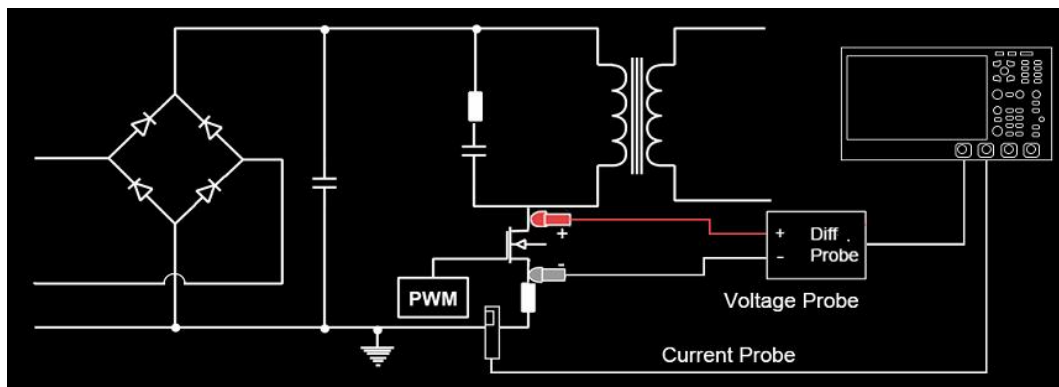 +
-
+
Diff .
-
Probe
PWM
Voltage Probe
Current Probe